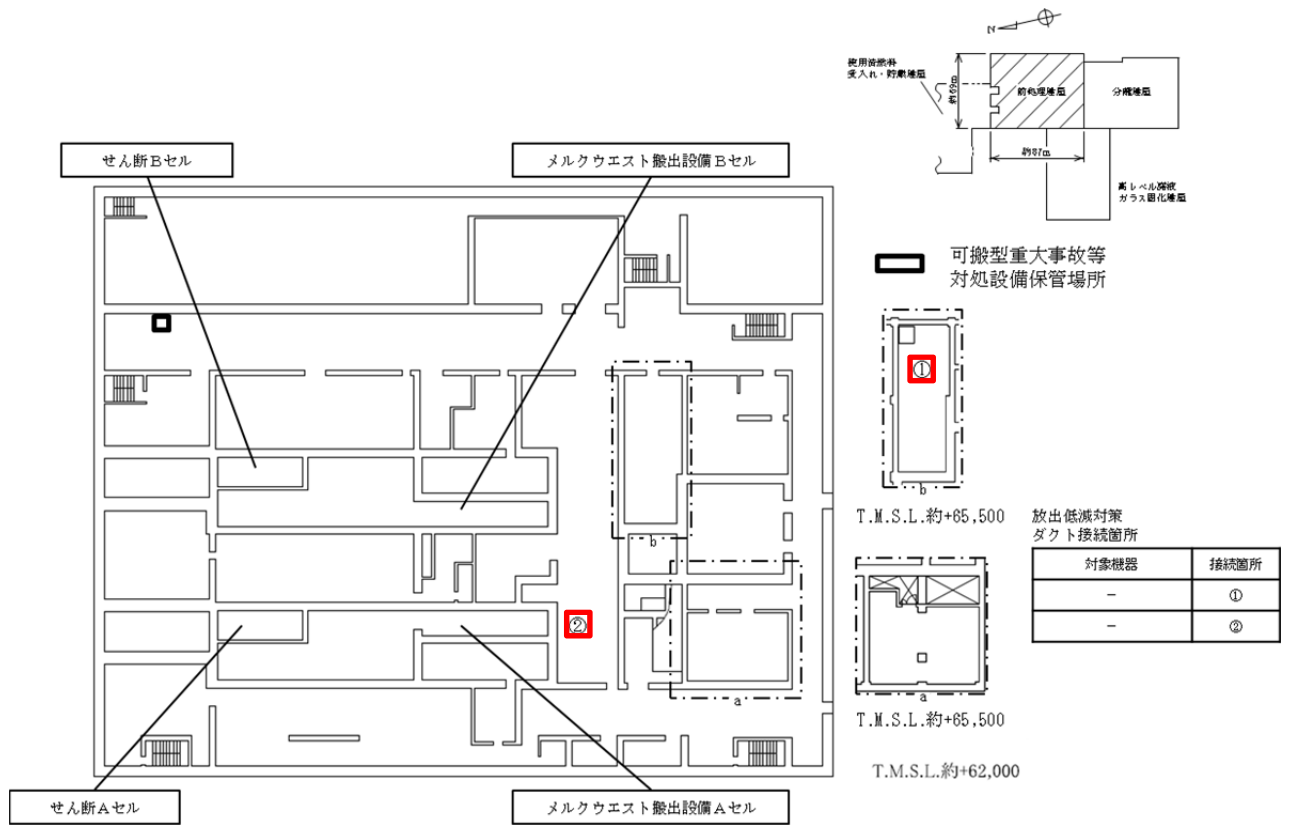 N
使用済燃料
受入れ・貯蔵建屋
約69m
前処理建屋
分離建屋
約87m
高レベル廃液
ガラス固化建屋
せん断Bセル
メルクウエスト搬出設備Bセル
可搬型重大事故等
対処設備保管場所
①
b
T.M.S.L.約+65,500
放出低減対策
ダクト接続箇所
対象機器 接続箇所
- ①
- ②
b
②
a
a
T.M.S.L.約+65,500
T.M.S.L.約+62,000
せん断Aセル
メルクウエスト搬出設備Aセル